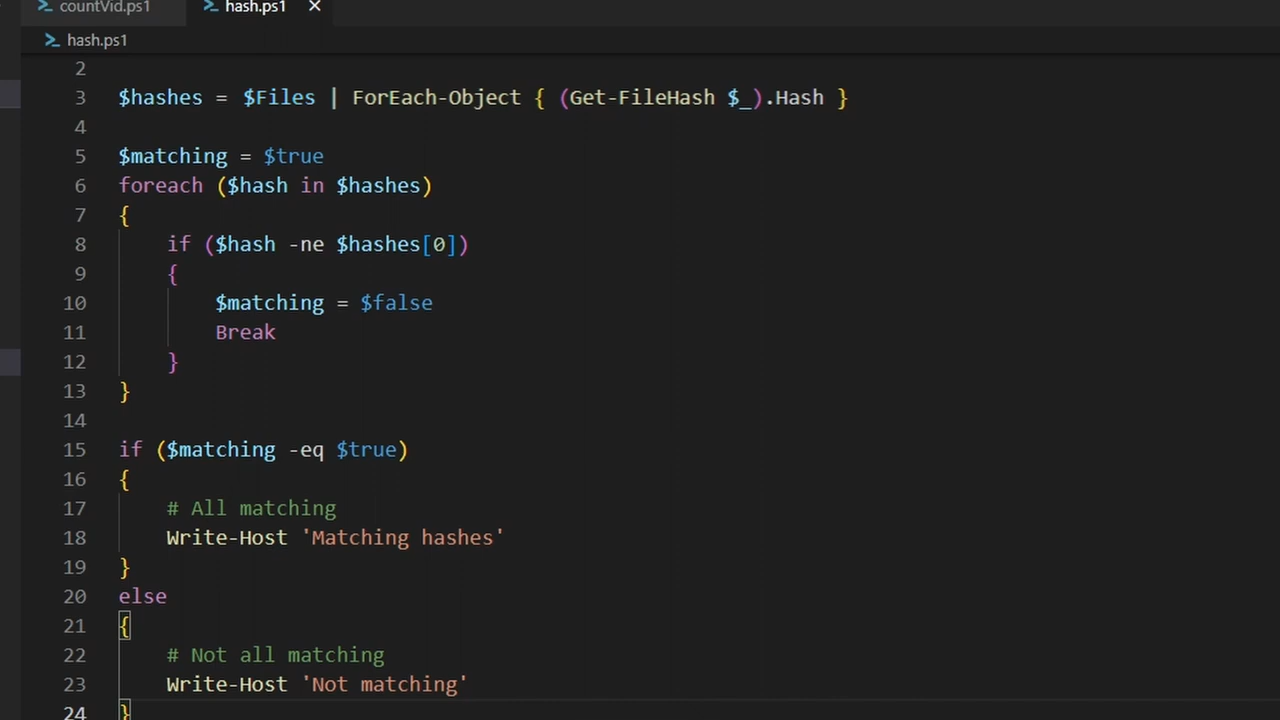 countVid.ps1 hash.ps1
hash.ps1
2
3 $hashes = $Files | ForEach-Object { (Get-FileHash $_).Hash }
4
5 $matching = $true
6 foreach ($hash in $hashes)
7 {
8     if ($hash -ne $hashes[0])
9     {
10         $matching = $false
11         Break
12     }
13 }
14
15 if ($matching -eq $true)
16 {
17     # All matching
18     Write-Host 'Matching hashes'
19 }
20 else
21 {
22     # Not all matching
23     Write-Host 'Not matching'
24 }